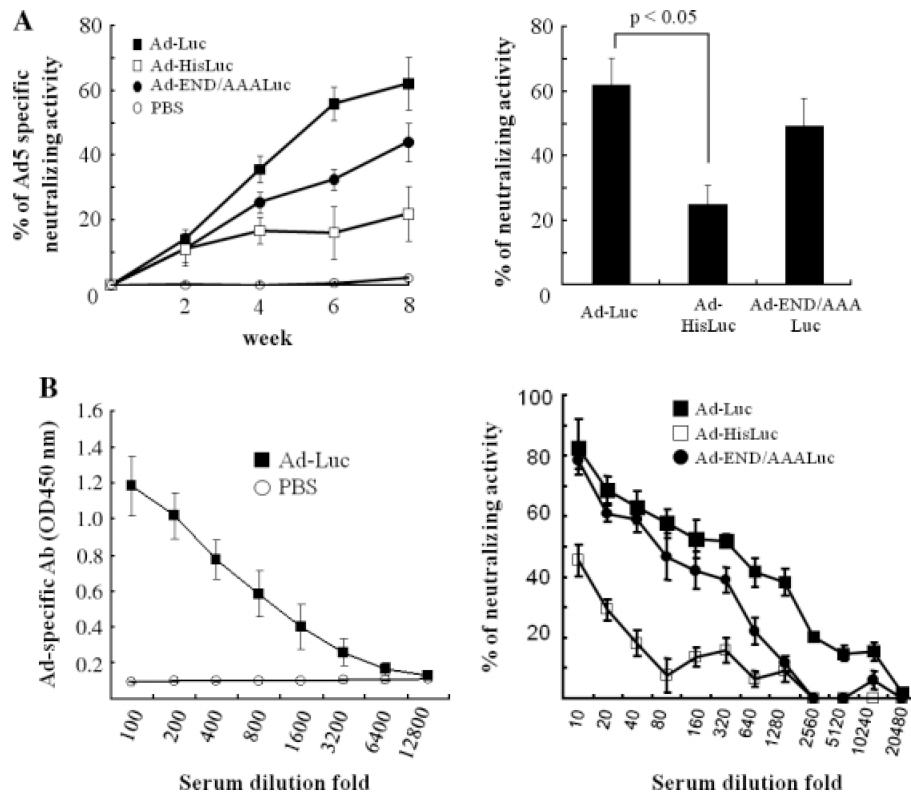 A
% of Ad5 specific
neutralizing activity
80
60
40
20
0
Ad-Luc
Ad-HisLuc
Ad-END/AAALuc
PBS
2
4
6
8
week
% of neutralizing activity
80
60
40
20
0
p < 0.05
Ad-Luc
Ad-
HisLuc
Ad-END/AAA
Luc
B
Ad-specific Ab (OD450 nm)
1.6
1.4
1.2
1.0
0.8
0.6
0.4
0.2
Ad-Luc
PBS
100
200
400
800
1600
3200
6400
12800
Serum dilution fold
% of neutralizing activity
100
80
60
40
20
Ad-Luc
Ad-HisLuc
Ad-END/AAALuc
10
20
40
80
160
320
640
1280
2560
5120
10240
20480
Serum dilution fold